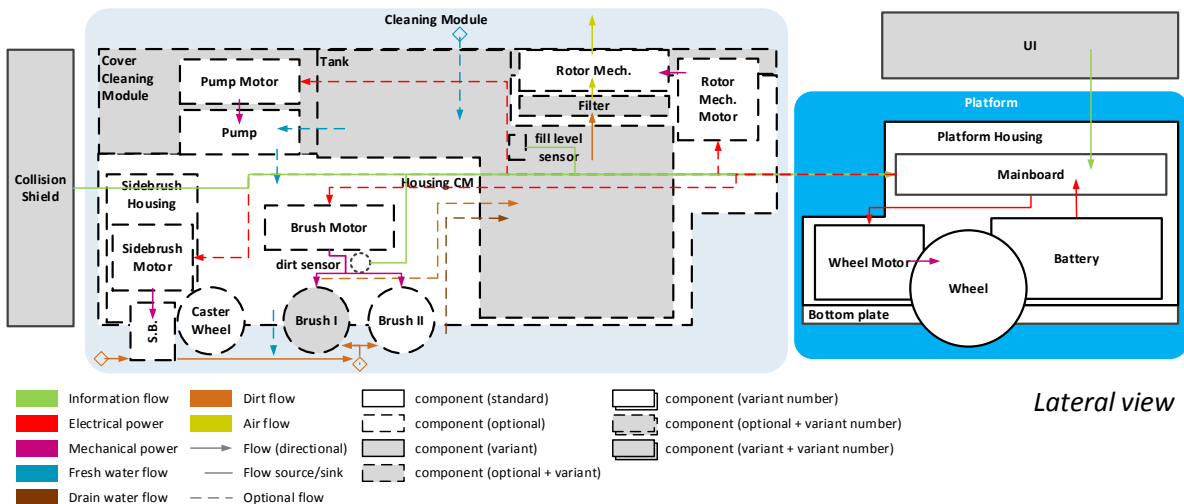 Cleaning Module
UI
Cover
Cleaning
Module
Tank
Pump Motor
Pump
Rotor Mech.
Filter
Rotor
Mech.
Motor
fill level
sensor
Platform
Platform Housing
Mainboard
Collision
Shield
Sidebrush
Housing
Housing CM
Brush Motor
Sidebrush
Motor
dirt sensor
Wheel Motor
Wheel
Battery
S.B.
Caster
Wheel
Brush I
Brush II
Bottom plate
Information flow
Electrical power
Mechanical power
Fresh water flow
Drain water flow
Dirt flow
Air flow
Flow (directional)
Flow source/sink
Optional flow
component (standard)
component (optional)
component (variant)
component (optional + variant)
component (variant number)
component (optional + variant number)
component (variant + variant number)
Lateral view